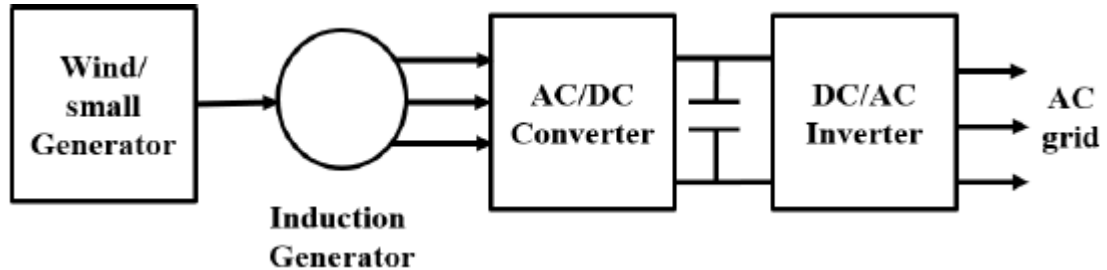 Wind/
small
Generator
Induction
Generator
AC/DC
Converter
DC/AC
Inverter
AC
grid